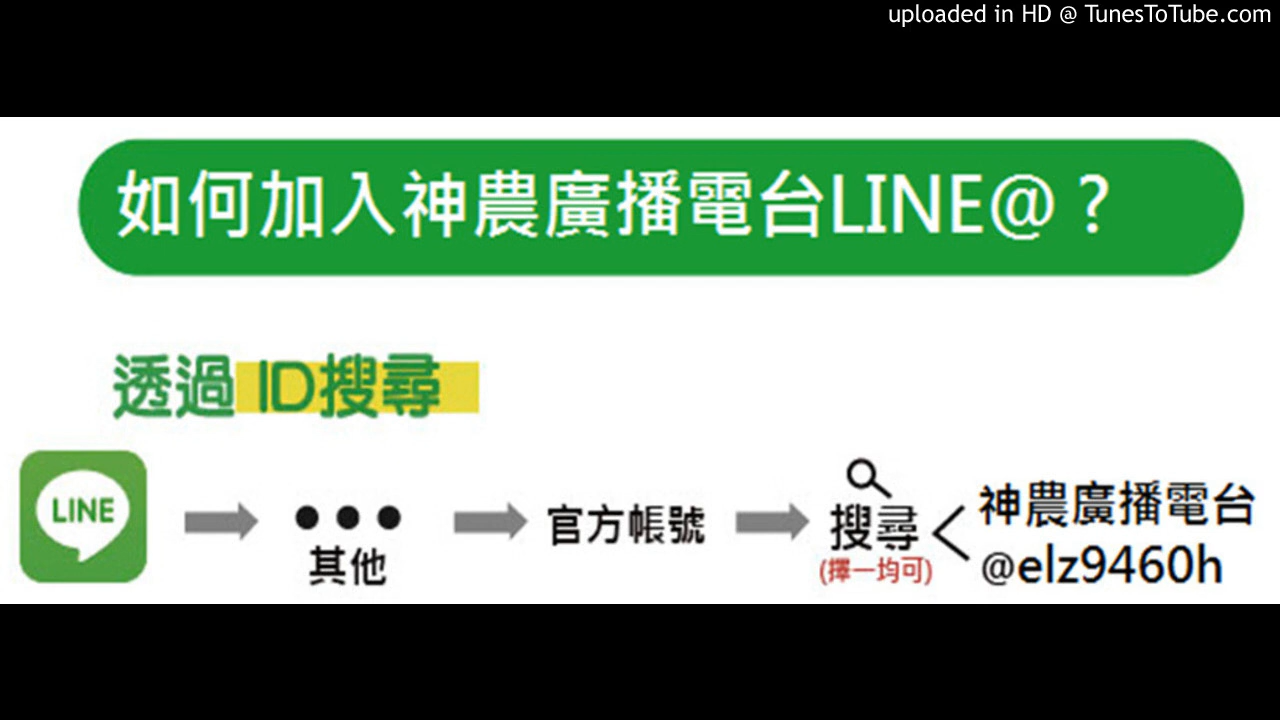 uploaded in HD @ TunesToTube.com
如何加入神農廣播電台LINE@？
透過 ID搜尋
LINE
其他
官方帳號
搜尋
(擇一均可)
神農廣播電台
@elz9460h